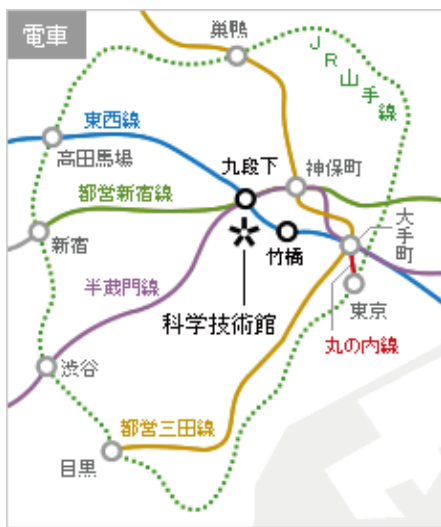 電車
巣鴨
JR山手線
東西線
高田馬場
九段下
神保町
都営新宿線
新宿
竹橋
大手町
半蔵門線
科学技術館
東京
丸の内線
渋谷
都営三田線
目黒